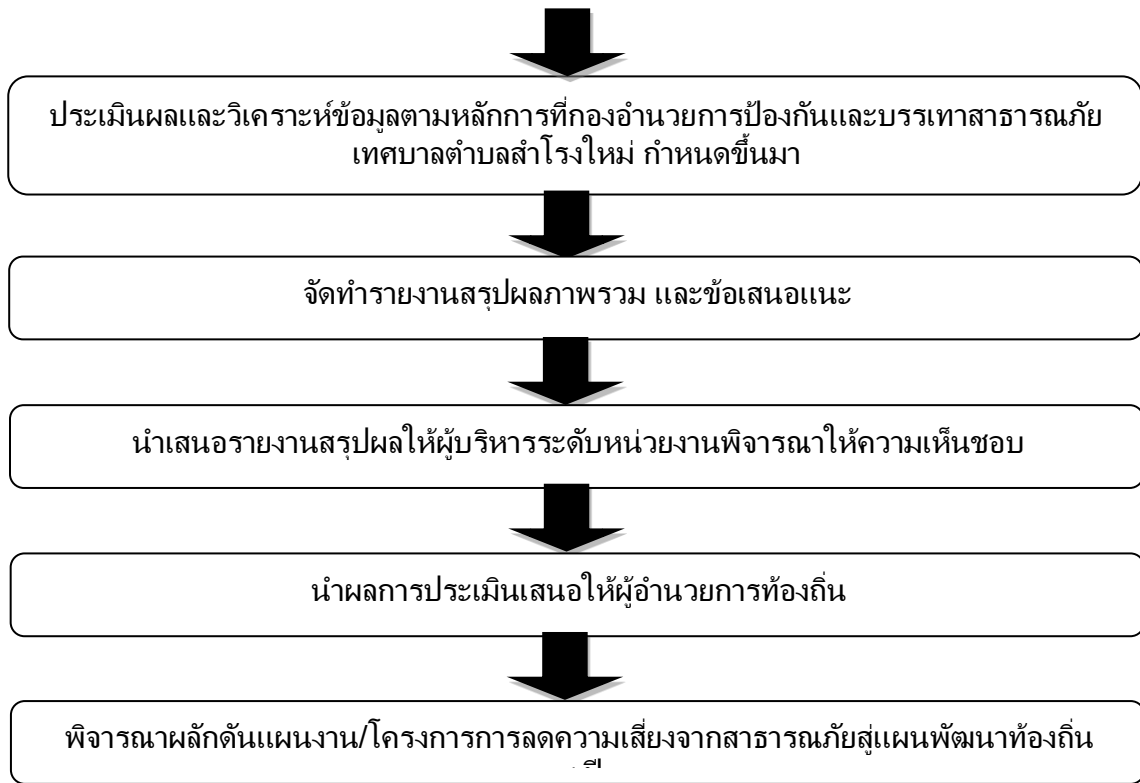 ประเมินผลและวิเคราะห์ข้อมูลตามหลักการที่กองอำนวยการป้องกันและบรรเทาสาธารณภัย
เทศบาลตำบลสำโรงใหม่ กำหนดขึ้นมา
จัดทำรายงานสรุปผลภาพรวม และข้อเสนอแนะ
นำเสนอรายงานสรุปผลให้ผู้บริหารระดับหน่วยงานพิจารณาให้ความเห็นชอบ
นำผลการประเมินเสนอให้ผู้อำนวยการท้องถิ่น
พิจารณาผลักดันแผนงาน/โครงการการลดความเสี่ยงจากสาธารณภัยสู่แผนพัฒนาท้องถิ่น